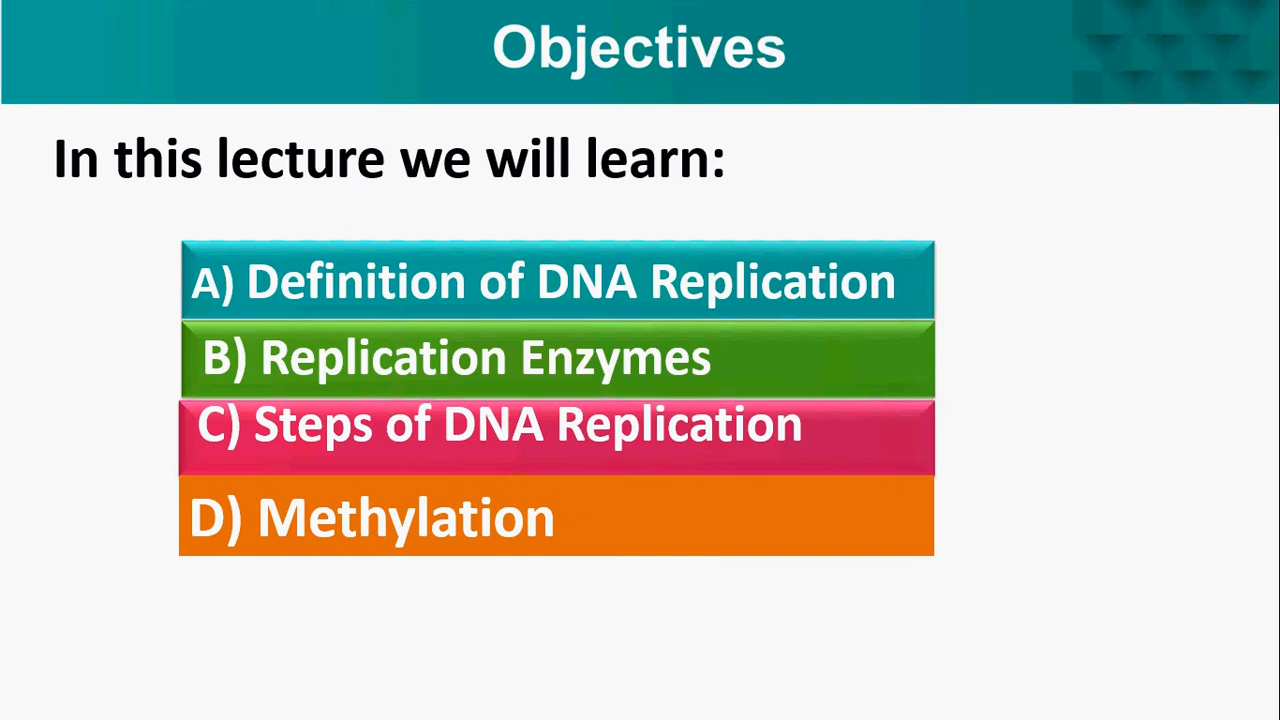 Objectives
In this lecture we will learn:
A) Definition of DNA Replication
B) Replication Enzymes
C) Steps of DNA Replication
D) Methylation